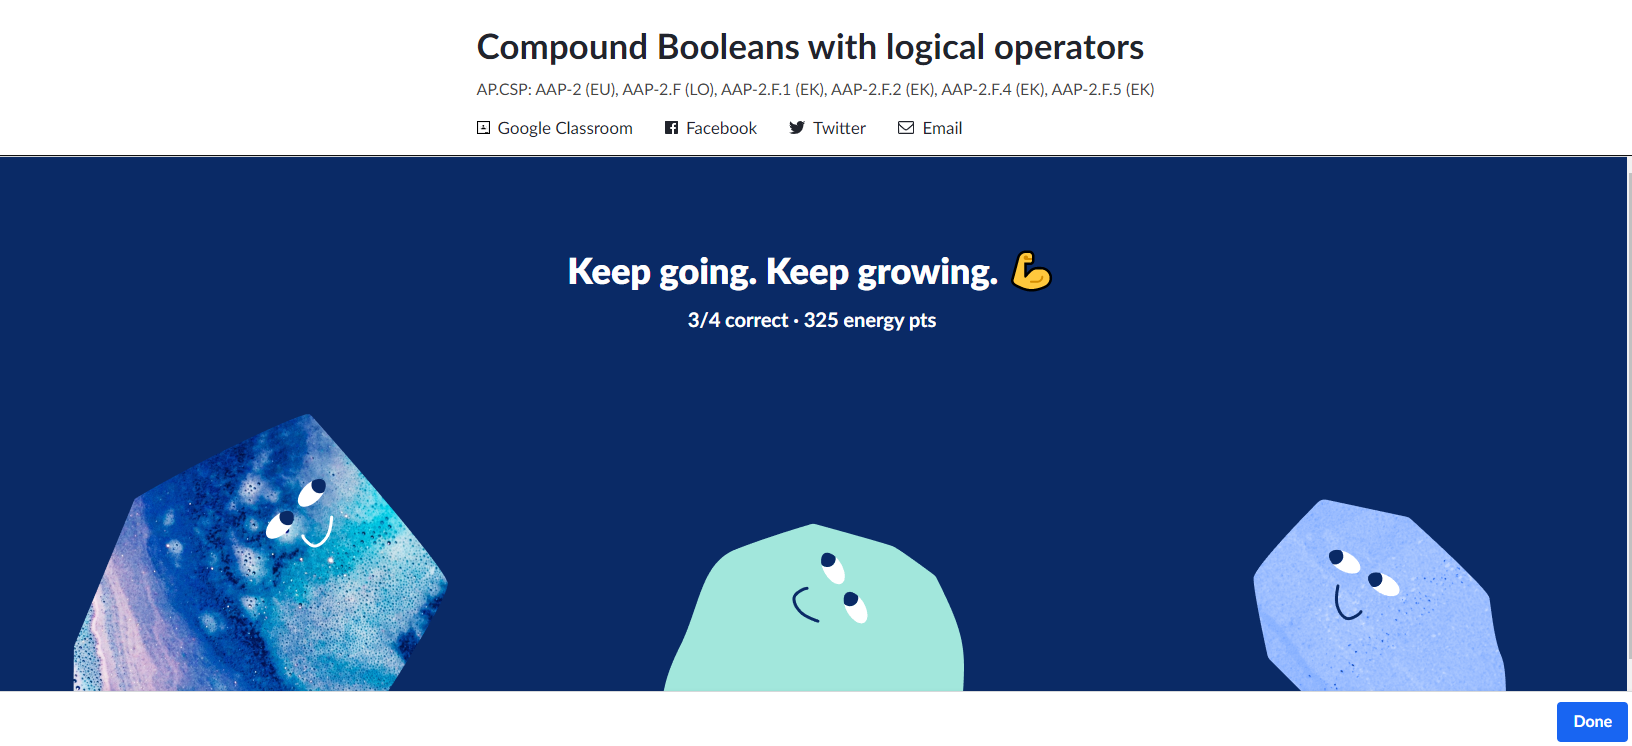 Compound Booleans with logical operators
AP.CSP: AAP-2 (EU), AAP-2.F (LO), AAP-2.F.1 (EK), AAP-2.F.2 (EK), AAP-2.F.4 (EK), AAP-2.F.5 (EK)
Google Classroom Facebook Twitter Email
Keep going. Keep growing. 💪
3/4 correct · 325 energy pts
Done